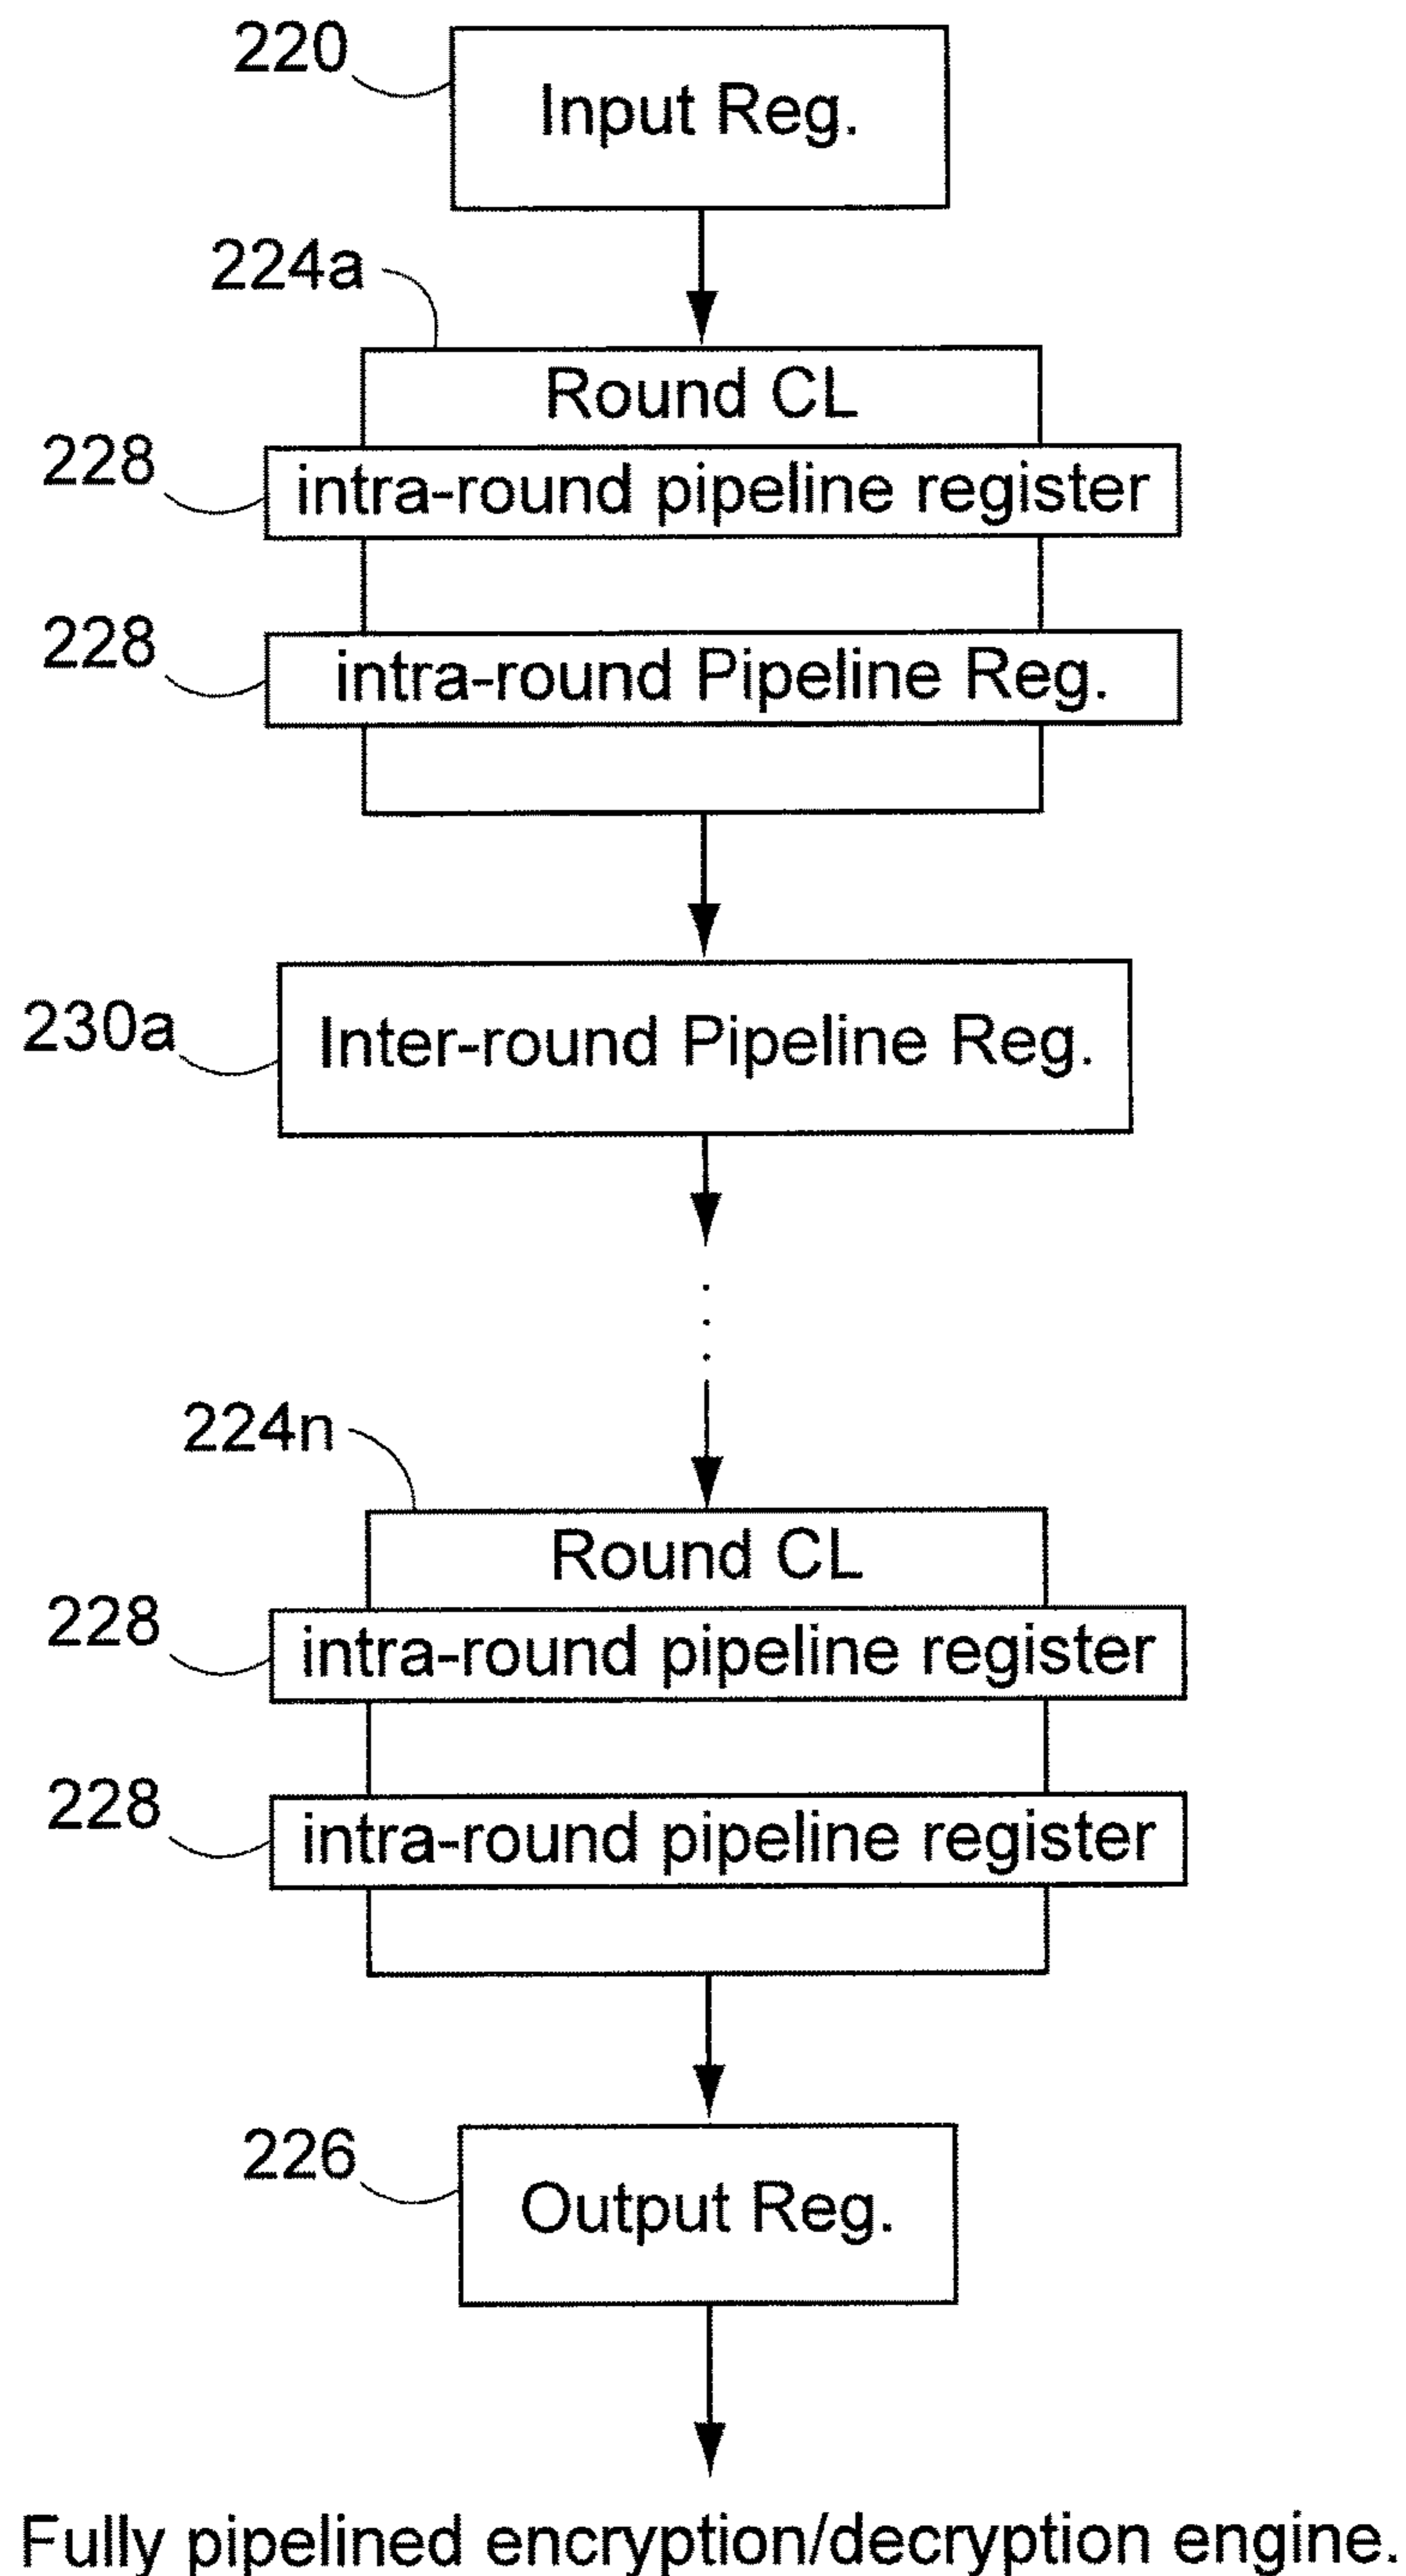 220
Input Reg.
224a
Round CL
228
intra-round pipeline register
228
intra-round Pipeline Reg.
230a
Inter-round Pipeline Reg.
224n
Round CL
228
intra-round pipeline register
228
intra-round pipeline register
226
Output Reg.
Fully pipelined encryption/decryption engine.